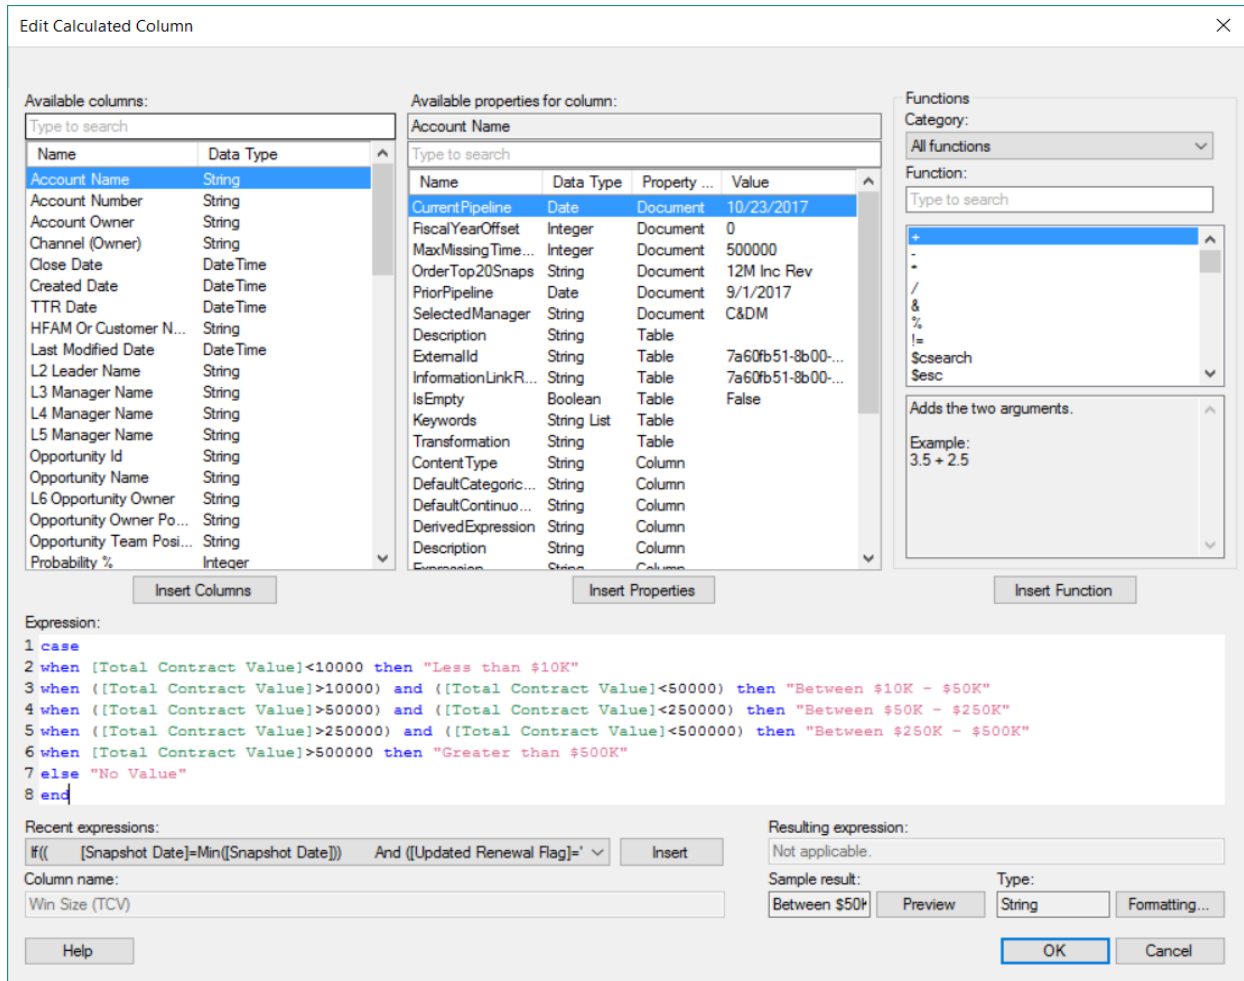 Edit Calculated Column
Available columns:
Type to search
Name Data Type
Account Name String
Account Number String
Account Owner String
Channel (Owner) String
Close Date DateTime
Created Date DateTime
TTR Date DateTime
HFAM Or Customer N... String
Last Modified Date DateTime
L2 Leader Name String
L3 Manager Name String
L4 Manager Name String
L5 Manager Name String
Opportunity Id String
Opportunity Name String
L6 Opportunity Owner String
Opportunity Owner Po... String
Opportunity Team Posi... String
Probability % Integer
Insert Columns
Available properties for column:
Account Name
Type to search
Name Data Type Property ... Value
CurrentPipeline Date Document 10/23/2017
FiscalYearOffset Integer Document 0
MaxMissingTime... Integer Document 500000
OrderTop20Snaps String Document 12M Inc Rev
PriorPipeline Date Document 9/1/2017
SelectedManager String Document C&DM
Description String Table
ExternalId String Table 7a60fb51-8b00-...
InformationLinkR... String Table 7a60fb51-8b00-...
IsEmpty Boolean Table False
Keywords String List Table
Transformation String Table
ContentType String Column
DefaultCategoric... String Column
DefaultContinuo... String Column
DerivedExpression String Column
Description String Column
Expression String Column
Insert Properties
Functions
Category:
All functions
Function:
Type to search
+
-
*
/
&
%
!=
$csearch
$esc
Adds the two arguments.
Example:
3.5 + 2.5
Insert Function
Expression:
1 case
2 when [Total Contract Value]<10000 then "Less than $10K"
3 when ([Total Contract Value]>10000) and ([Total Contract Value]<50000) then "Between $10K - $50K"
4 when ([Total Contract Value]>50000) and ([Total Contract Value]<250000) then "Between $50K - $250K"
5 when ([Total Contract Value]>250000) and ([Total Contract Value]<500000) then "Between $250K - $500K"
6 when [Total Contract Value]>500000 then "Greater than $500K"
7 else "No Value"
8 end
Recent expressions:
If(( [Snapshot Date]=Min([Snapshot Date])) And ([Updated Renewal Flag]='
Insert
Column name:
Win Size (TCV)
Resulting expression:
Not applicable.
Sample result:
Between $50K
Preview
Type:
String
Formatting...
Help
OK
Cancel